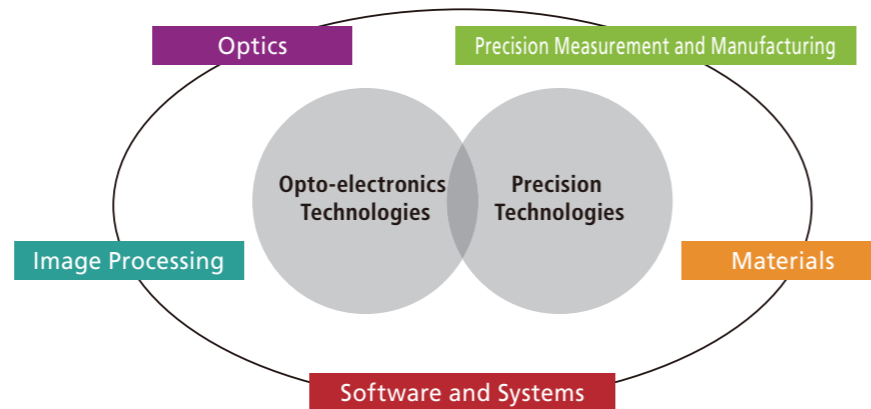 Optics
Precision Measurement and Manufacturing
Opto-electronics
Technologies
Precision
Technologies
Image Processing
Materials
Software and Systems